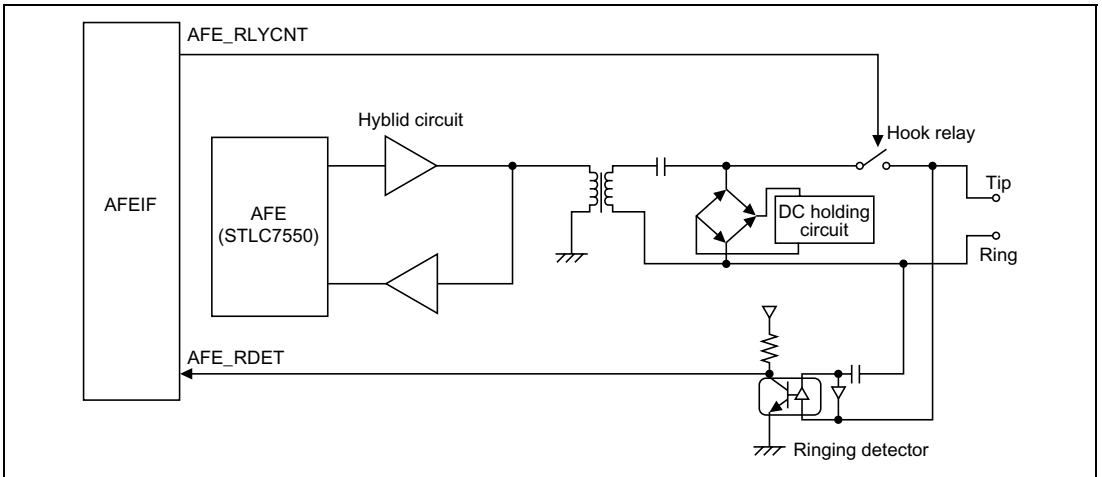 AFE_RLYCNT
Hyblid circuit
Hook relay
AFEIF
AFE
(STLC7550)
DC holding
circuit
Tip
Ring
AFE_RDET
Ringing detector